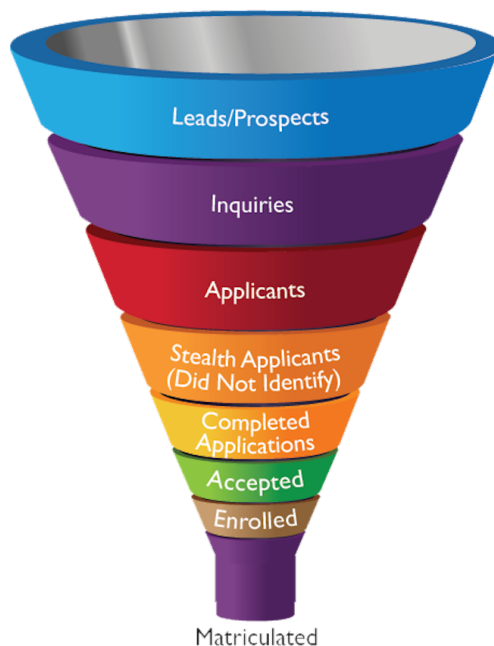 Leads/Prospects
Inquiries
Applicants
Stealth Applicants
(Did Not Identify)
Completed
Applications
Accepted
Enrolled
Matriculated